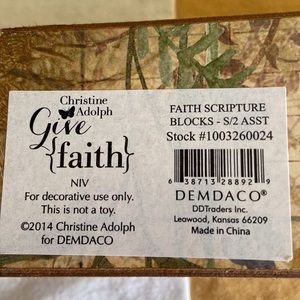 Christine
Adolph
Give
{faith}
NIV
For decorative use only.
This is not a toy.
©2014 Christine Adolph
for DEMDACO
FAITH SCRIPTURE
BLOCKS - S/2 ASST
Stock #1003260024
6 38713 28892 9
DEMDACO®
DDTraders Inc.
Leawood, Kansas 66209
Made in China